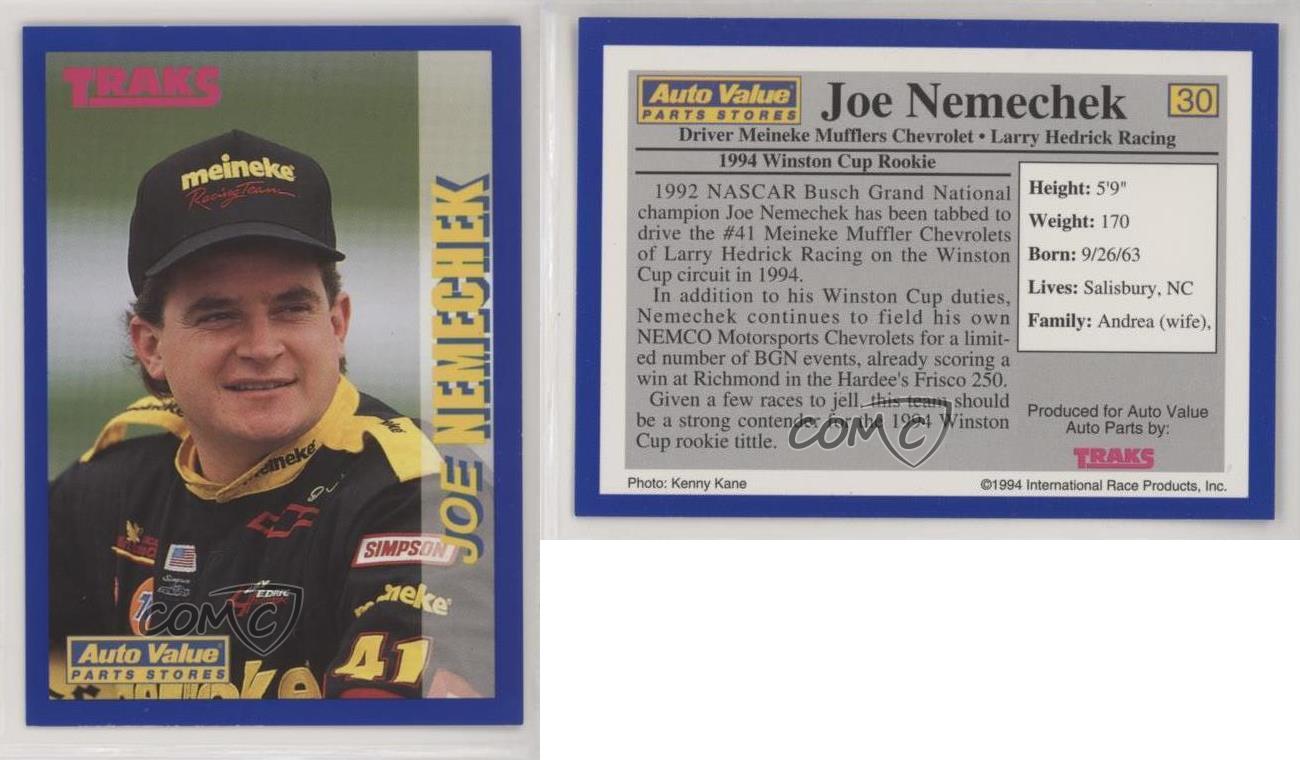 TRAKS
meineke
Racing Team
JOE NEMECHEK
meineke
SIMPSON
Simpson
meineke
COMC
41
Auto Value
PARTS STORES
Auto Value
PARTS STORES
Joe Nemechek
30
Driver Meineke Mufflers Chevrolet • Larry Hedrick Racing
1994 Winston Cup Rookie
1992 NASCAR Busch Grand National
champion Joe Nemechek has been tabbed to
drive the #41 Meineke Muffler Chevrolets
of Larry Hedrick Racing on the Winston
Cup circuit in 1994.
In addition to his Winston Cup duties,
Nemechek continues to field his own
NEMCO Motorsports Chevrolets for a limit-
ed number of BGN events, already scoring a
win at Richmond in the Hardee's Frisco 250.
Given a few races to jell, this team should
be a strong contender for the 1994 Winston
Cup rookie tittle.
Height: 5'9"
Weight: 170
Born: 9/26/63
Lives: Salisbury, NC
Family: Andrea (wife),
Produced for Auto Value
Auto Parts by:
TRAKS
COMC
Photo: Kenny Kane
©1994 International Race Products, Inc.